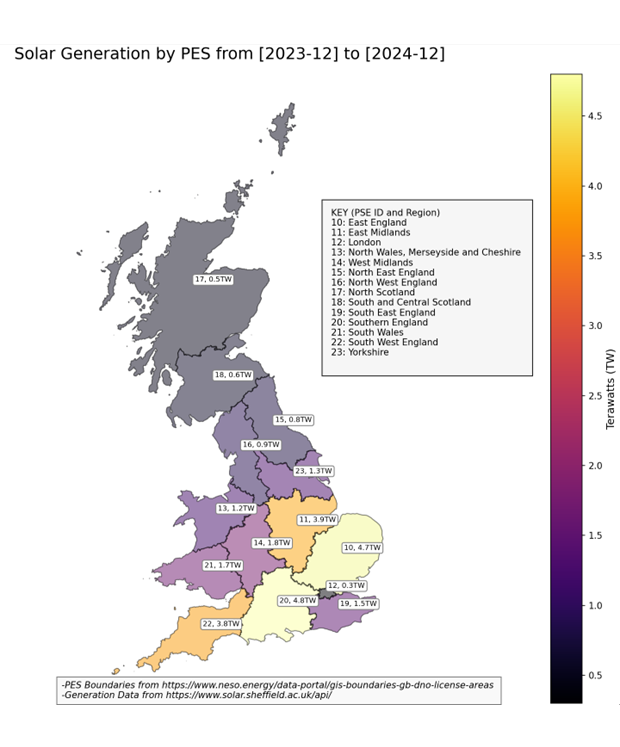 Solar Generation by PES from [2023-12] to [2024-12]
4.5
4.0
3.5
3.0
2.5
2.0
1.5
1.0
0.5
Terawatts (TW)
KEY (PSE ID and Region)
10: East England
11: East Midlands
12: London
13: North Wales, Merseyside and Cheshire
14: West Midlands
15: North East England
16: North West England
17: North Scotland
18: South and Central Scotland
19: South East England
20: Southern England
21: South Wales
22: South West England
23: Yorkshire
17, 0.5TW
18, 0.6TW
15, 0.8TW
16, 0.9TW
23, 1.3TW
13, 1.2TW
11, 3.9TW
14, 1.8TW
10, 4.7TW
21, 1.7TW
12, 0.3TW
20, 4.8TW
19, 1.5TW
22, 3.8TW
-PES Boundaries from https://www.neso.energy/data-portal/gis-boundaries-gb-dno-license-areas
-Generation Data from https://www.solar.sheffield.ac.uk/api/